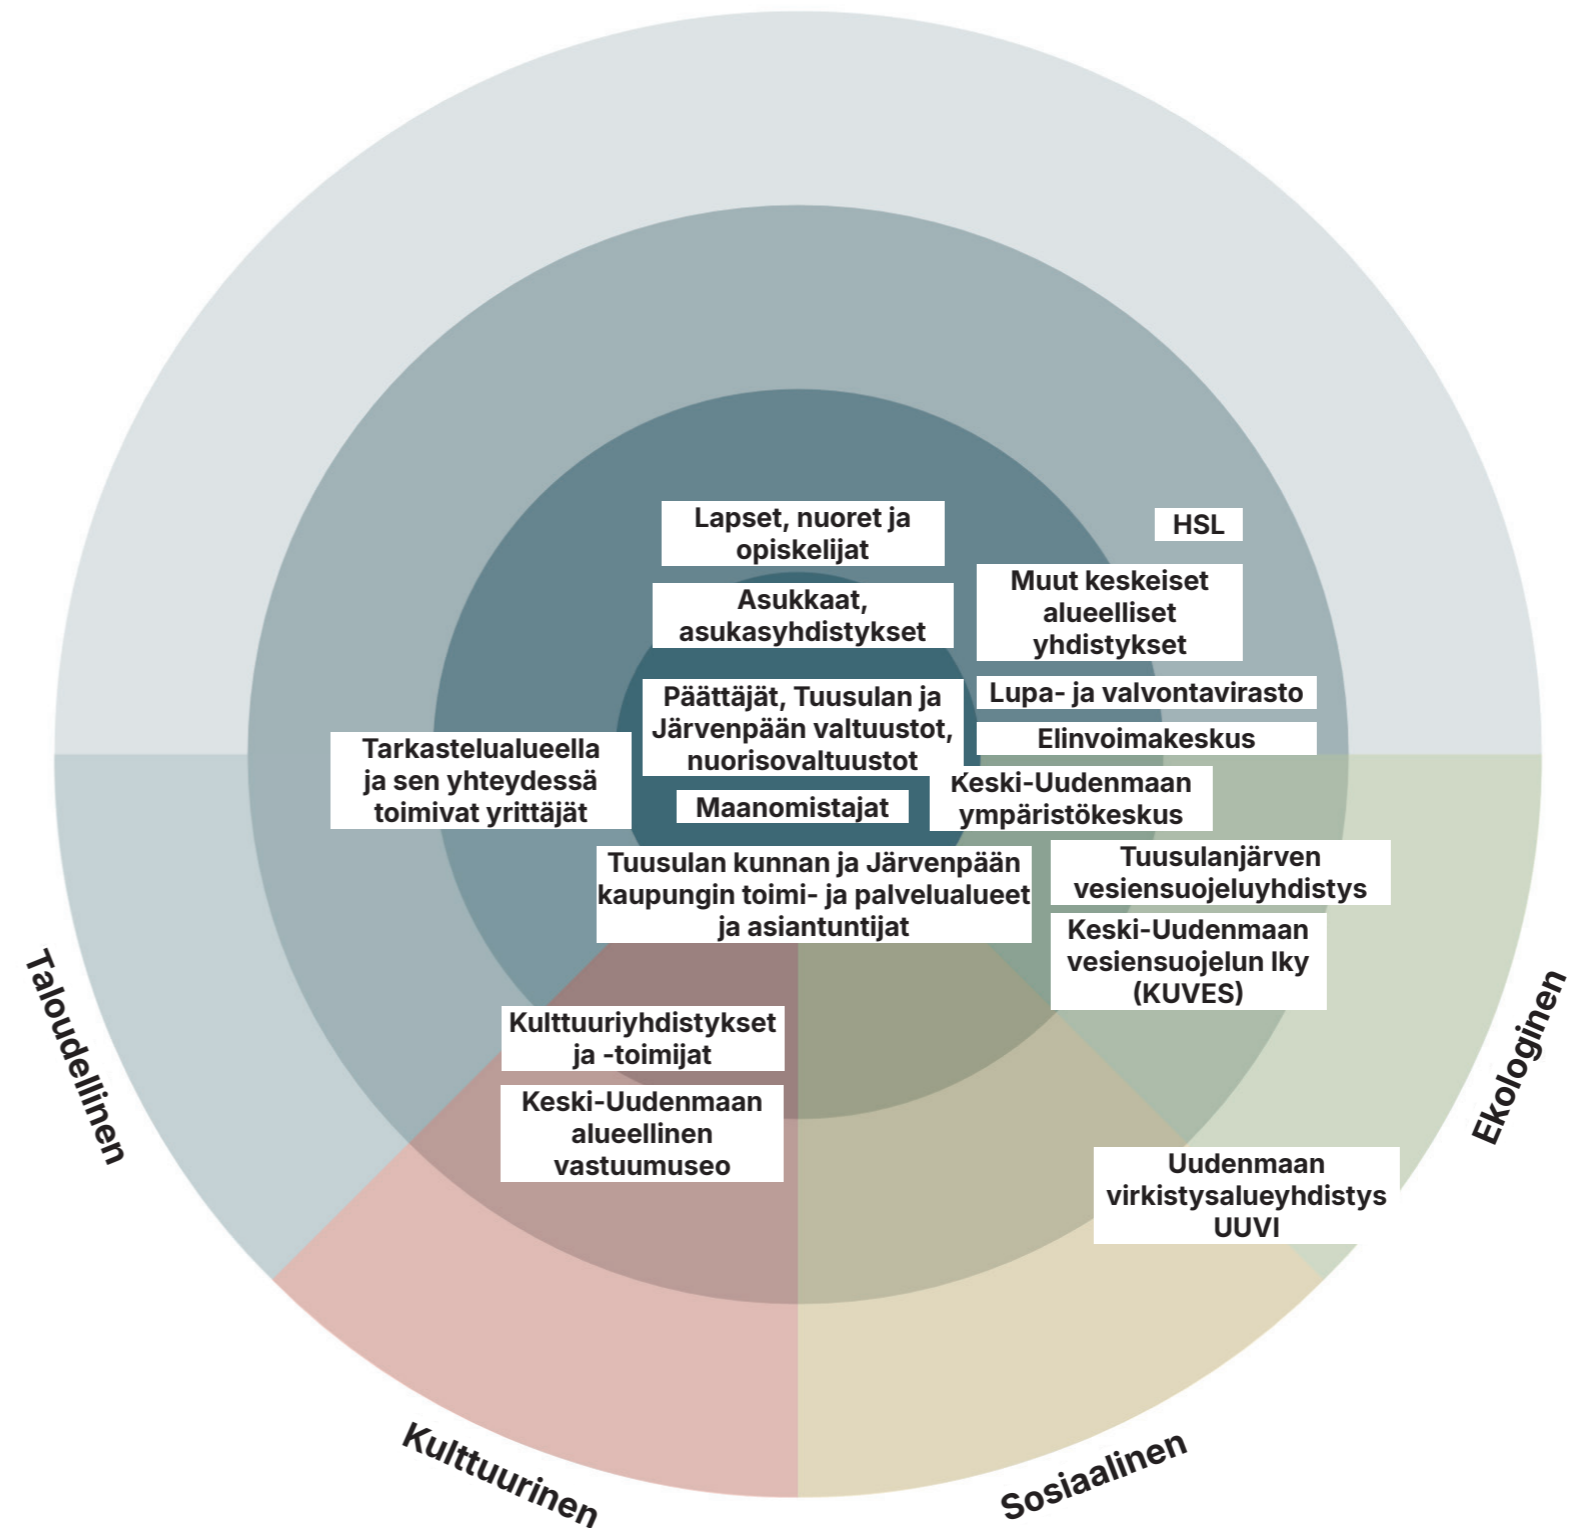 Lapset, nuoret ja
opiskelijat
HSL
Asukkaat,
asukasyhdistykset
Muut keskeiset
alueelliset
yhdistykset
Päättäjät, Tuusulan ja
Järvenpään valtuustot,
nuorisovaltuustot
Lupa- ja valvontavirasto
Elinvoimakeskus
Tarkastelualueella
ja sen yhteydessä
toimivat yrittäjät
Maanomistajat
Keski-Uudenmaan
ympäristökeskus
Tuusulan kunnan ja Järvenpään
kaupungin toimi- ja palvelualueet
ja asiantuntijat
Tuusulanjärven
vesiensuojeluyhdistys
Keski-Uudenmaan
vesiensuojelun lky
(KUVES)
Kulttuuriyhdistykset
ja -toimijat
Keski-Uudenmaan
alueellinen
vastuumuseo
Uudenmaan
virkistysalueyhdistys
UUVI
Taloudellinen
Kulttuurinen
Sosiaalinen
Ekologinen